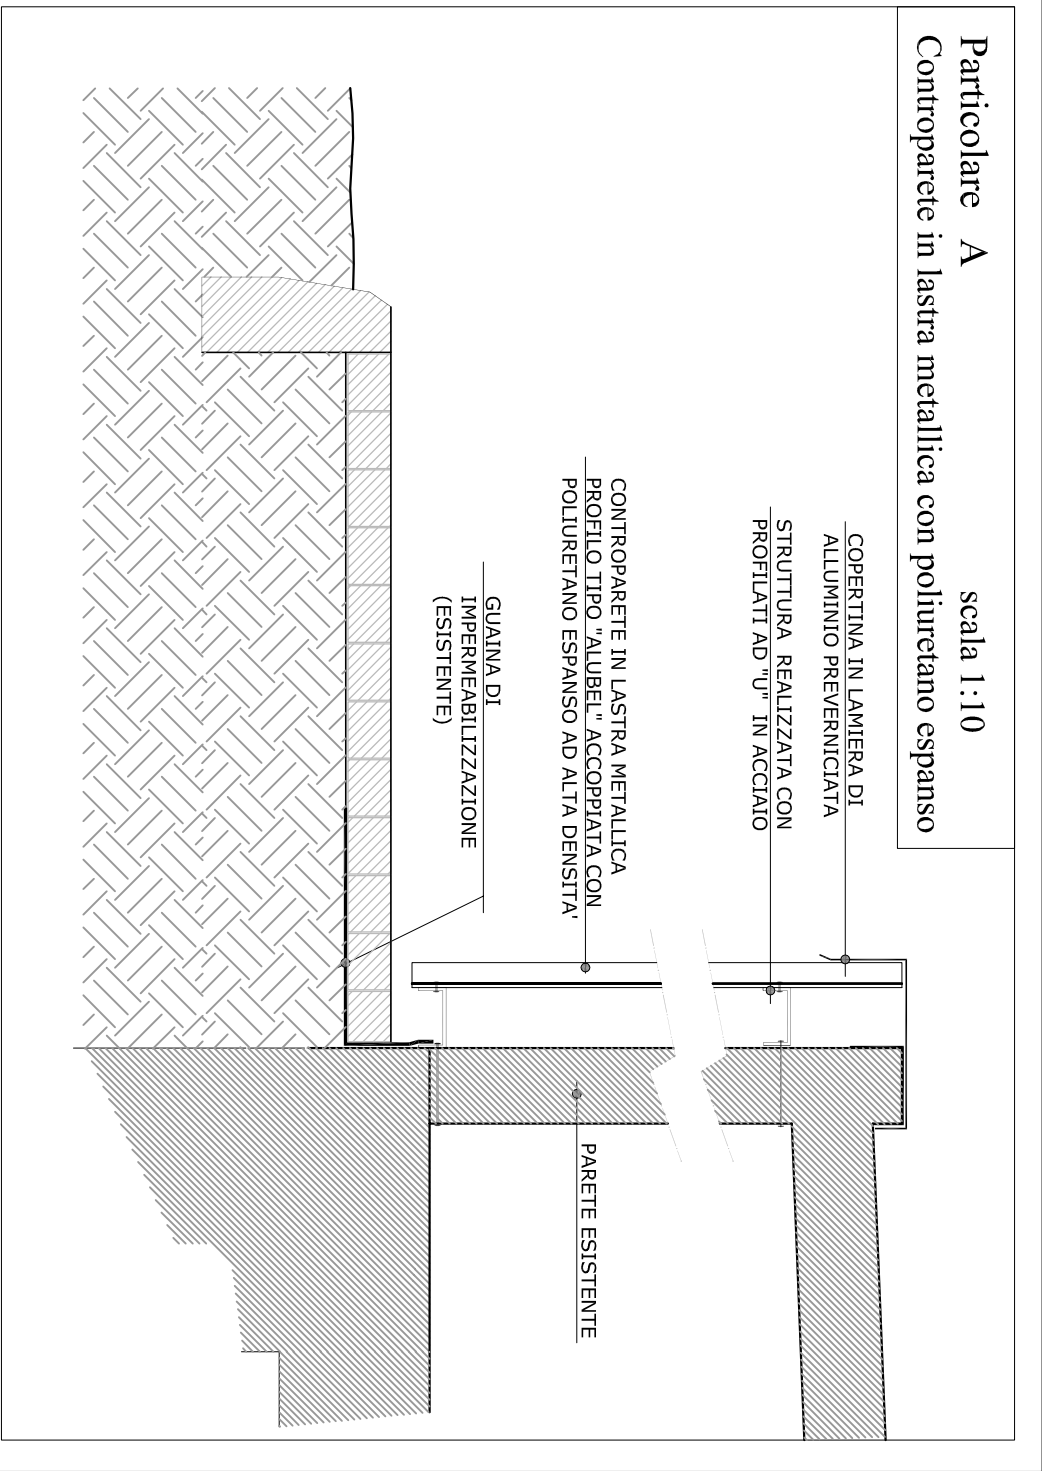 Particolare A scala 1:10
Controparete in lastra metallica con poliuretano espanso
COPERTINA IN LAMIERA DI
ALLUMINIO PREVERNICIATA
STRUTTURA REALIZZATA CON
PROFILATI AD "U" IN ACCIAIO
CONTROPARETE IN LASTRA METALLICA
PROFILO TIPO "ALUBEL" ACCOPPIATA CON
POLIURETANO ESPANSO AD ALTA DENSITA'
GUAINA DI
IMPERMEABILIZZAZIONE
(ESISTENTE)
PARETE ESISTENTE